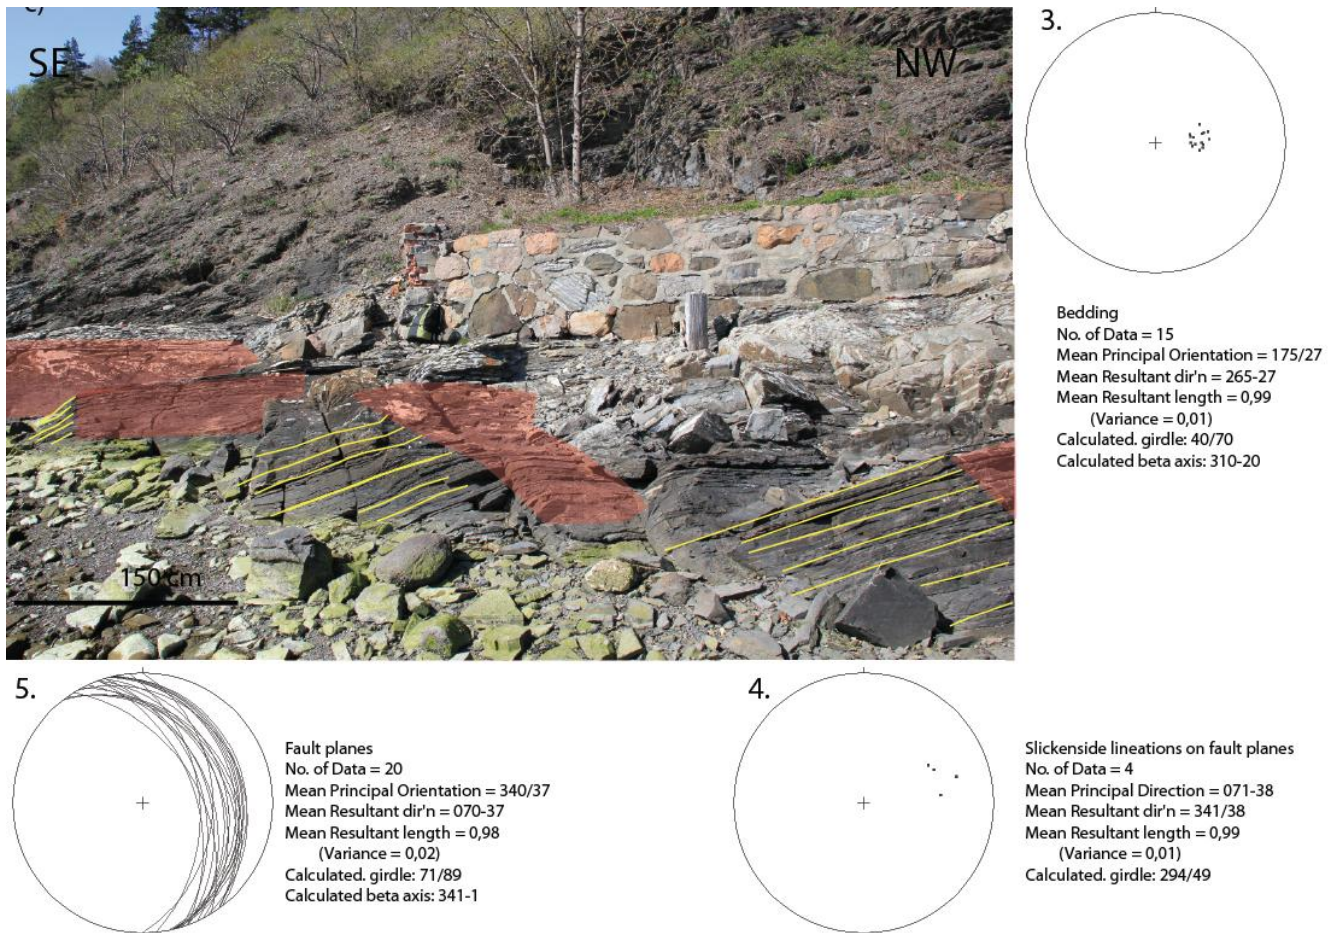 c)
SE
NW
150 cm
3.
Bedding
No. of Data = 15
Mean Principal Orientation = 175/27
Mean Resultant dir'n = 265-27
Mean Resultant length = 0,99
(Variance = 0,01)
Calculated. girdle: 40/70
Calculated beta axis: 310-20
5.
Fault planes
No. of Data = 20
Mean Principal Orientation = 340/37
Mean Resultant dir'n = 070-37
Mean Resultant length = 0,98
(Variance = 0,02)
Calculated. girdle: 71/89
Calculated beta axis: 341-1
4.
Slickenside lineations on fault planes
No. of Data = 4
Mean Principal Direction = 071-38
Mean Resultant dir'n = 341/38
Mean Resultant length = 0,99
(Variance = 0,01)
Calculated. girdle: 294/49